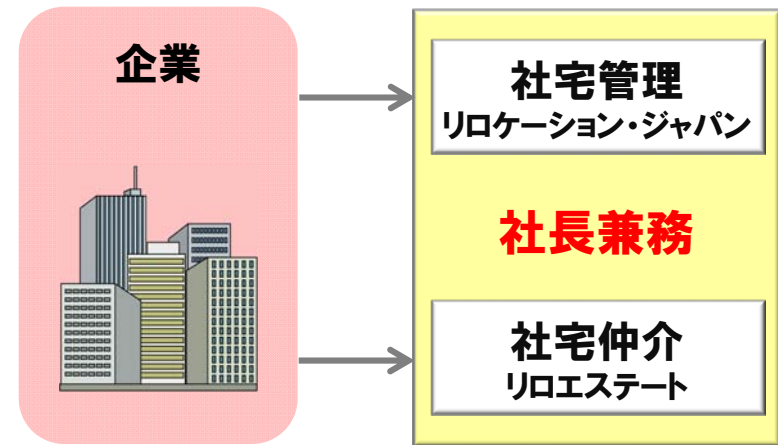 企業
社宅管理
リロケーション・ジャパン
社長兼務
社宅仲介
リロエステート